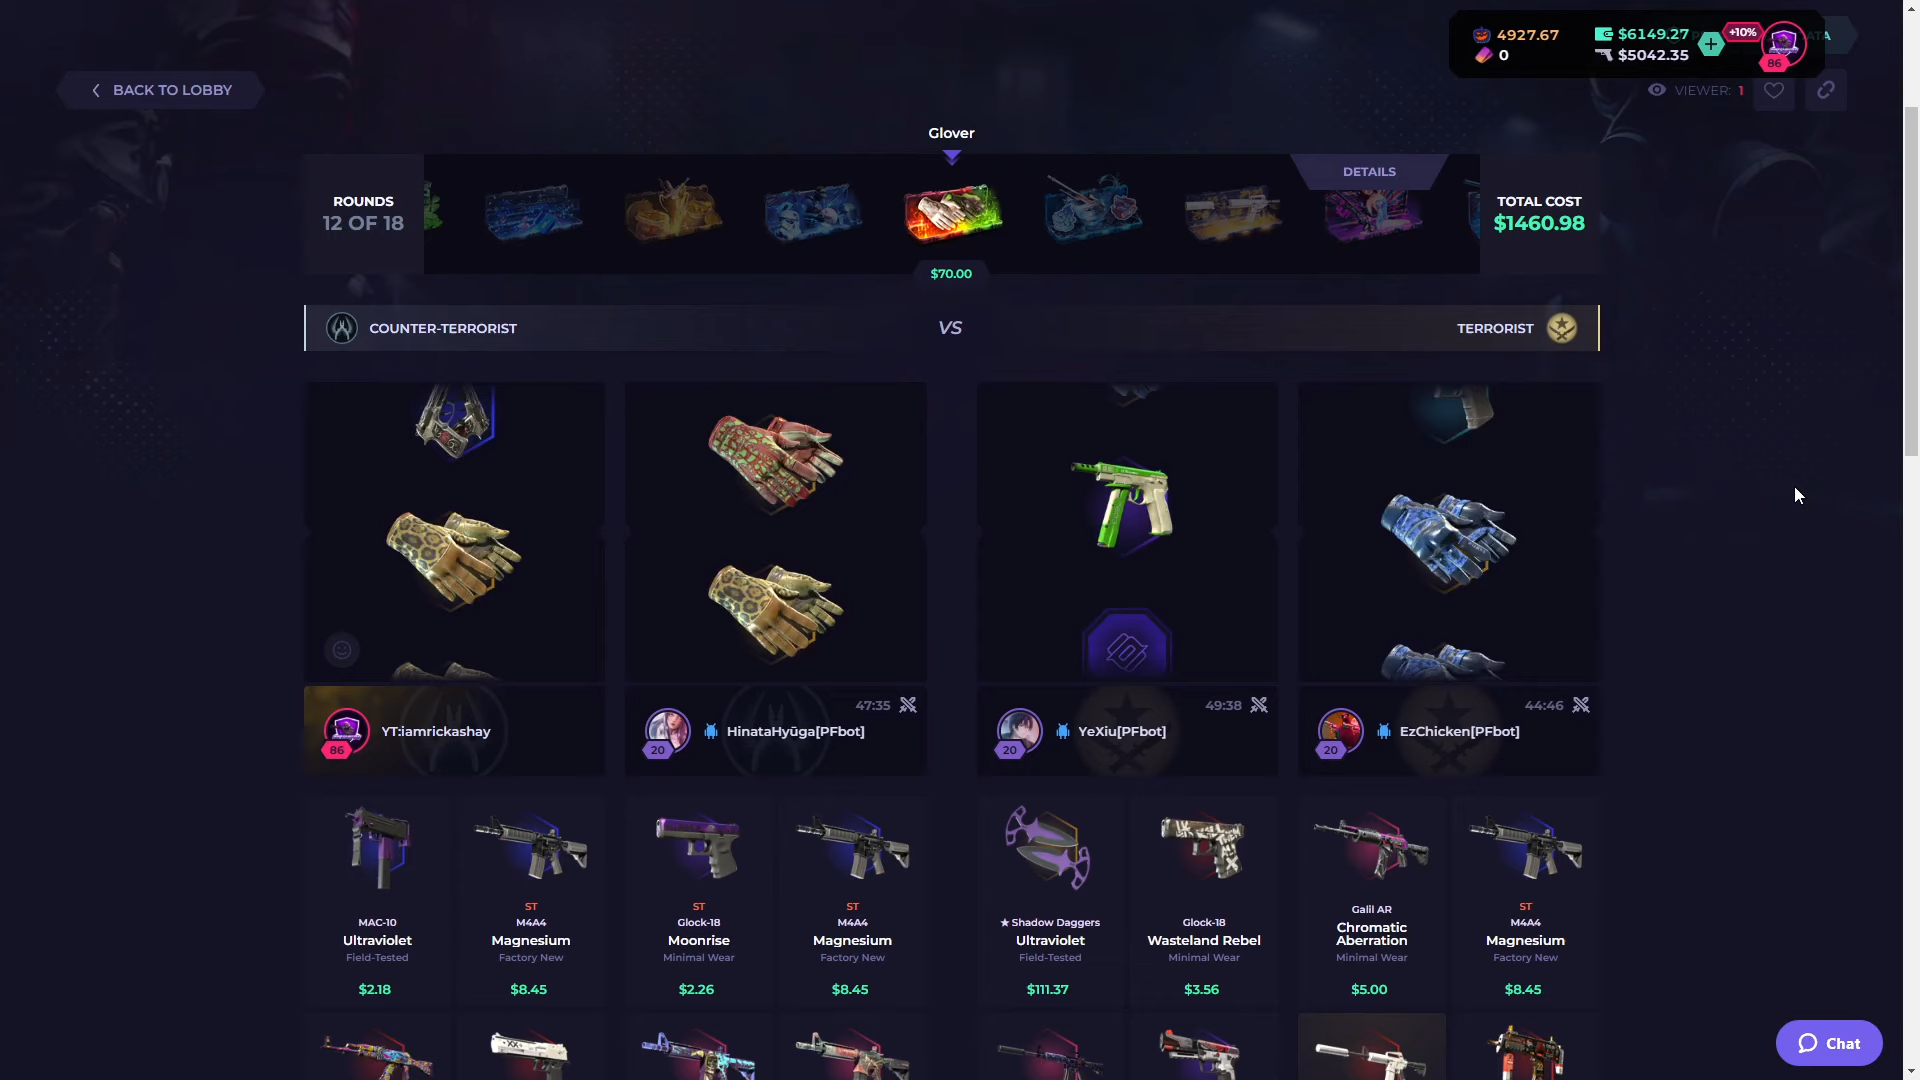 4927.67
0
$6149.27
$5042.35
+10%
86
BACK TO LOBBY
VIEWER: 1
Glover
ROUNDS
12 OF 18
DETAILS
TOTAL COST
$1460.98
$70.00
COUNTER-TERRORIST
VS
TERRORIST
86
YT:iamrickashay
47:35
20
HinataHyūga[PFbot]
49:38
20
YeXiu[PFbot]
44:46
20
EzChicken[PFbot]
MAC-10
Ultraviolet
Field-Tested
$2.18
ST
M4A4
Magnesium
Factory New
$8.45
ST
Glock-18
Moonrise
Minimal Wear
$2.26
ST
M4A4
Magnesium
Factory New
$8.45
★ Shadow Daggers
Ultraviolet
Field-Tested
$111.37
Glock-18
Wasteland Rebel
Minimal Wear
$3.56
Galil AR
Chromatic
Aberration
Minimal Wear
$5.00
ST
M4A4
Magnesium
Factory New
$8.45
Chat